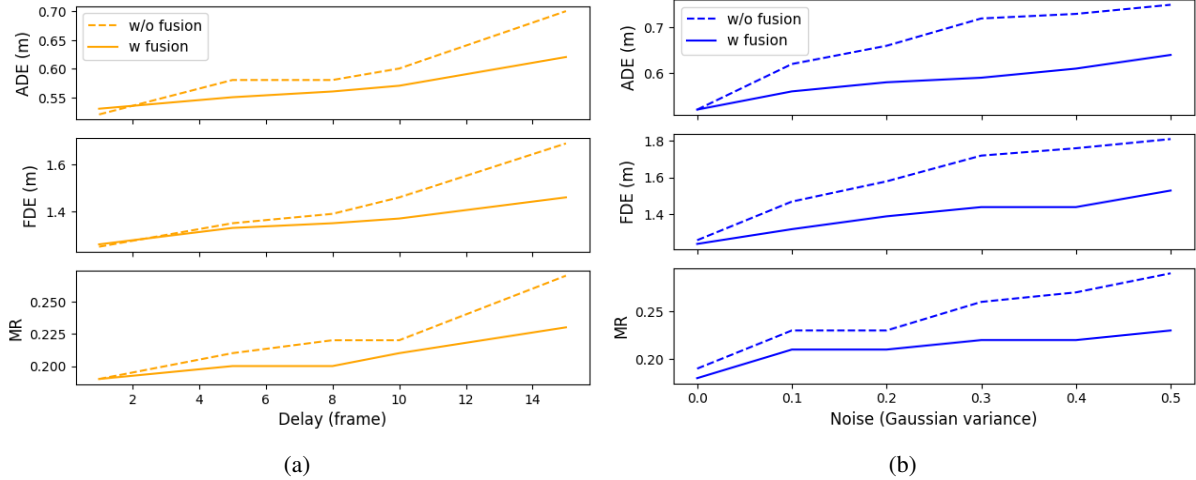 0.70
0.65
0.60
0.55
ADE (m)
w/o fusion
w fusion
1.6
1.4
FDE (m)
0.250
0.225
0.200
MR
2 4 6 8 10 12 14
Delay (frame)
(a)
0.7
0.6
ADE (m)
w/o fusion
w fusion
1.8
1.6
1.4
FDE (m)
0.25
0.20
MR
0.0 0.1 0.2 0.3 0.4 0.5
Noise (Gaussian variance)
(b)